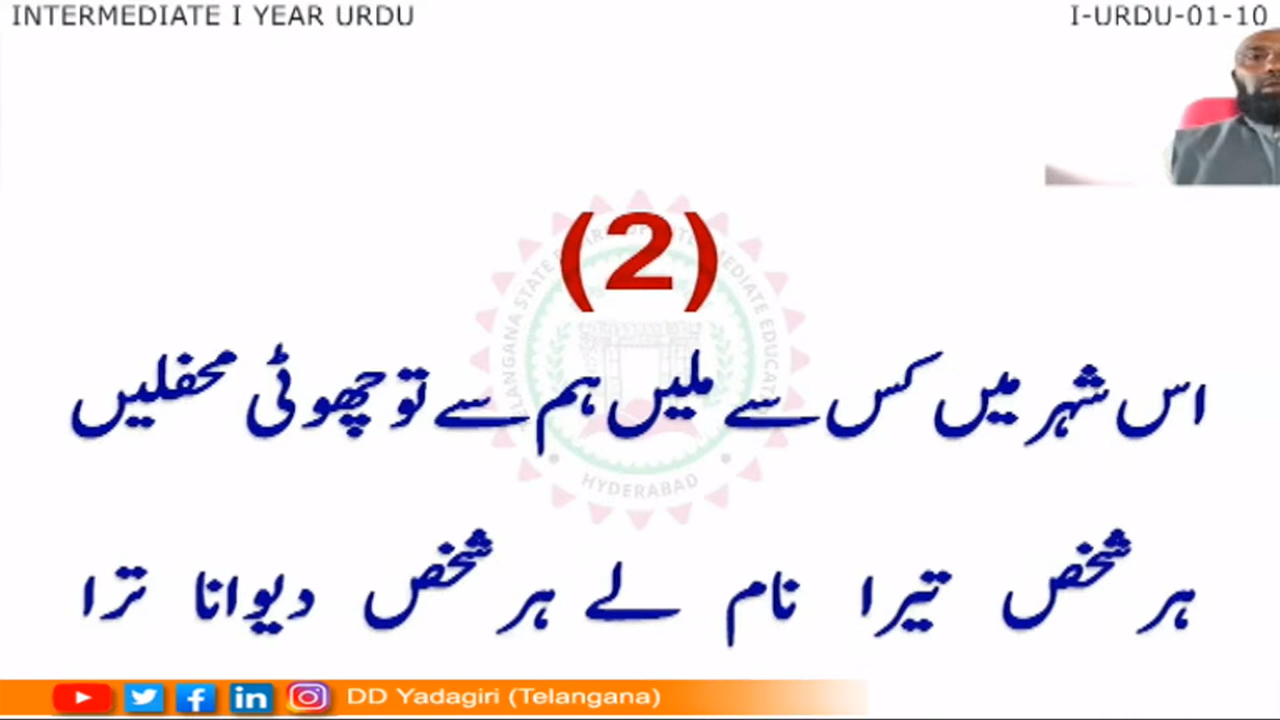 INTERMEDIATE I YEAR URDU
I-URDU-01-10
(2)
اس شہر میں کس سے ملیں ہم سے تو چھوٹی محفلیں
ہر شخص تیرا نام لے ہر شخص دیوانا ترا
HYDERABAD
DD Yadagiri (Telangana)